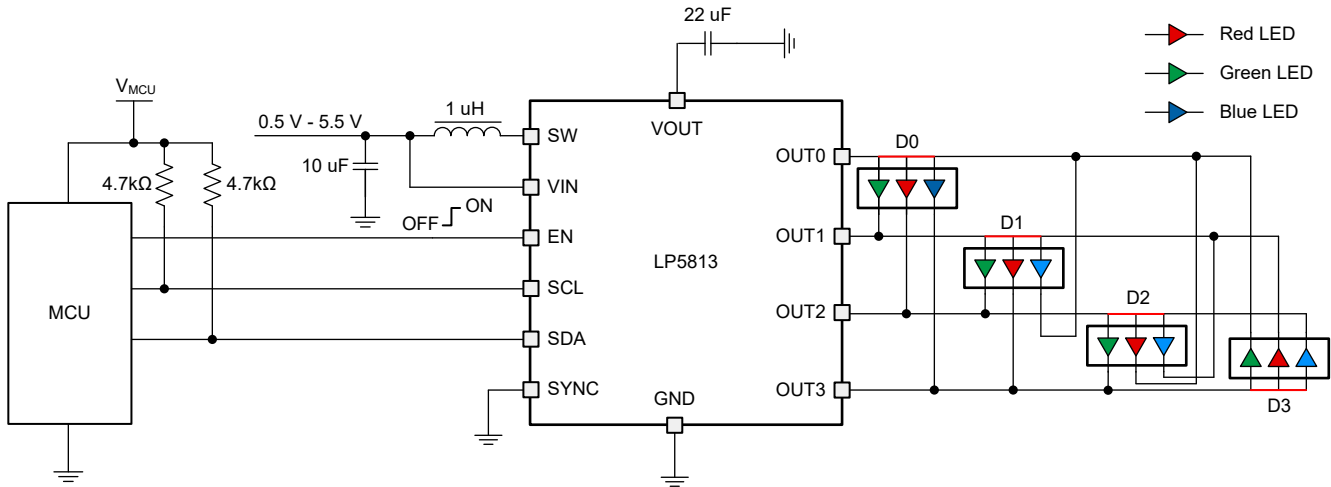 22 uF
Red LED
Green LED
Blue LED
VMCU
0.5 V - 5.5 V
1 uH
SW
VOUT
OUT0
D0
10 uF
4.7kΩ
4.7kΩ
VIN
OFF
ON
EN
OUT1
D1
LP5813
SCL
MCU
OUT2
D2
SDA
SYNC
GND
OUT3
D3